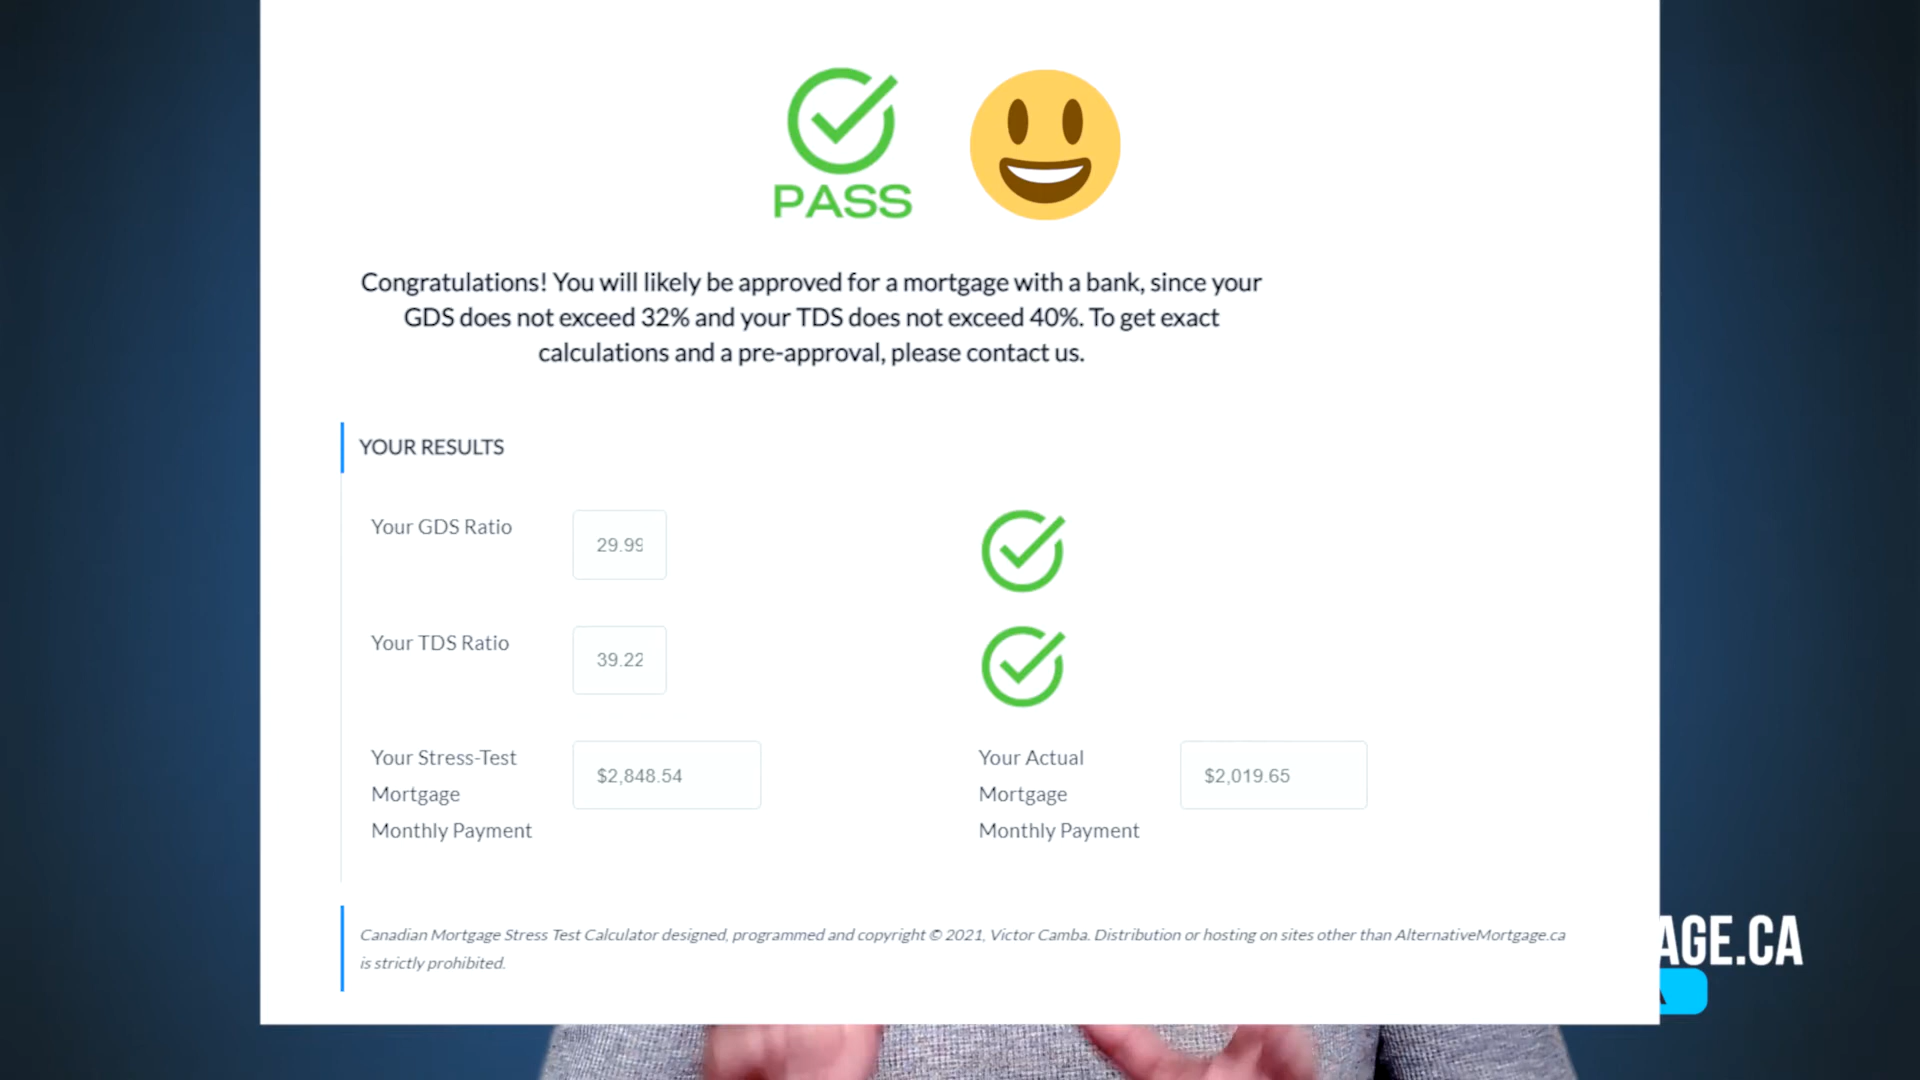 PASS
Congratulations! You will likely be approved for a mortgage with a bank, since your
GDS does not exceed 32% and your TDS does not exceed 40%. To get exact
calculations and a pre-approval, please contact us.
YOUR RESULTS
Your GDS Ratio
29.99
Your TDS Ratio
39.22
Your Stress-Test
Mortgage
Monthly Payment
$2,848.54
Your Actual
Mortgage
Monthly Payment
$2,019.65
Canadian Mortgage Stress Test Calculator designed, programmed and copyright © 2021, Victor Camba. Distribution or hosting on sites other than AlternativeMortgage.ca
is strictly prohibited.
AGE.CA